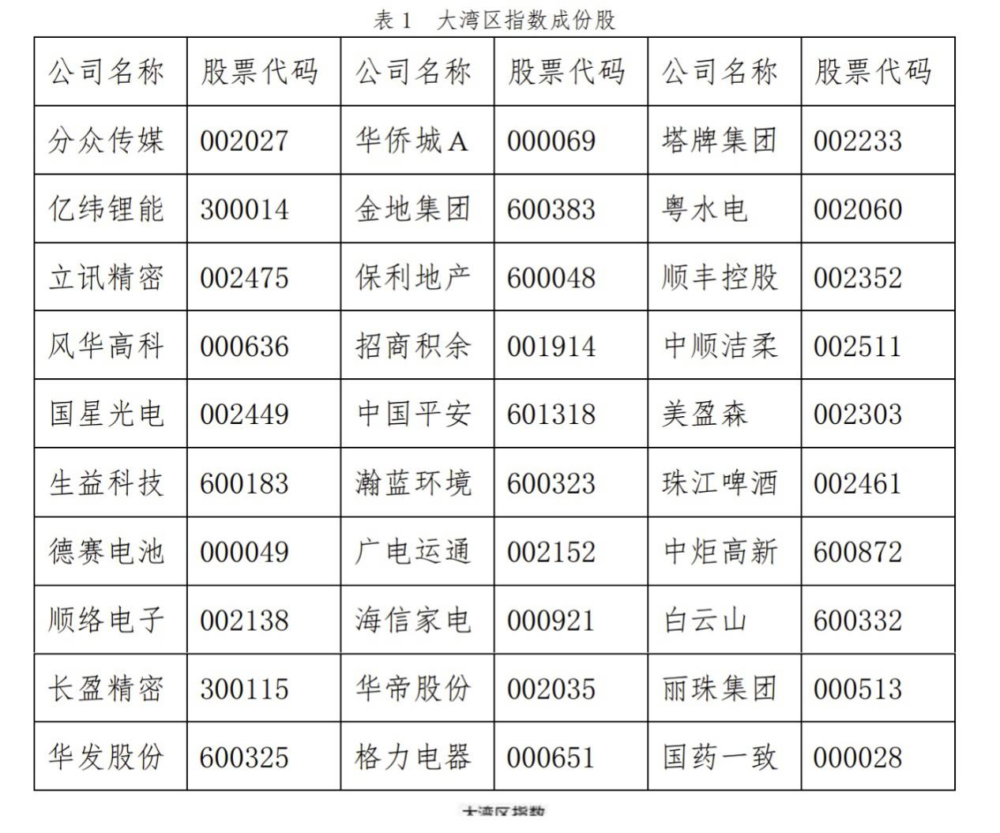 表 1 大湾区指数成份股
公司名称 股票代码 公司名称 股票代码 公司名称 股票代码
分众传媒 002027 华侨城 A 000069 塔牌集团 002233
亿纬锂能 300014 金地集团 600383 粤水电 002060
立讯精密 002475 保利地产 600048 顺丰控股 002352
风华高科 000636 招商积余 001914 中顺洁柔 002511
国星光电 002449 中国平安 601318 美盈森 002303
生益科技 600183 瀚蓝环境 600323 珠江啤酒 002461
德赛电池 000049 广电运通 002152 中炬高新 600872
顺络电子 002138 海信家电 000921 白云山 600332
长盈精密 300115 华帝股份 002035 丽珠集团 000513
华发股份 600325 格力电器 000651 国药一致 000028
大湾区指数